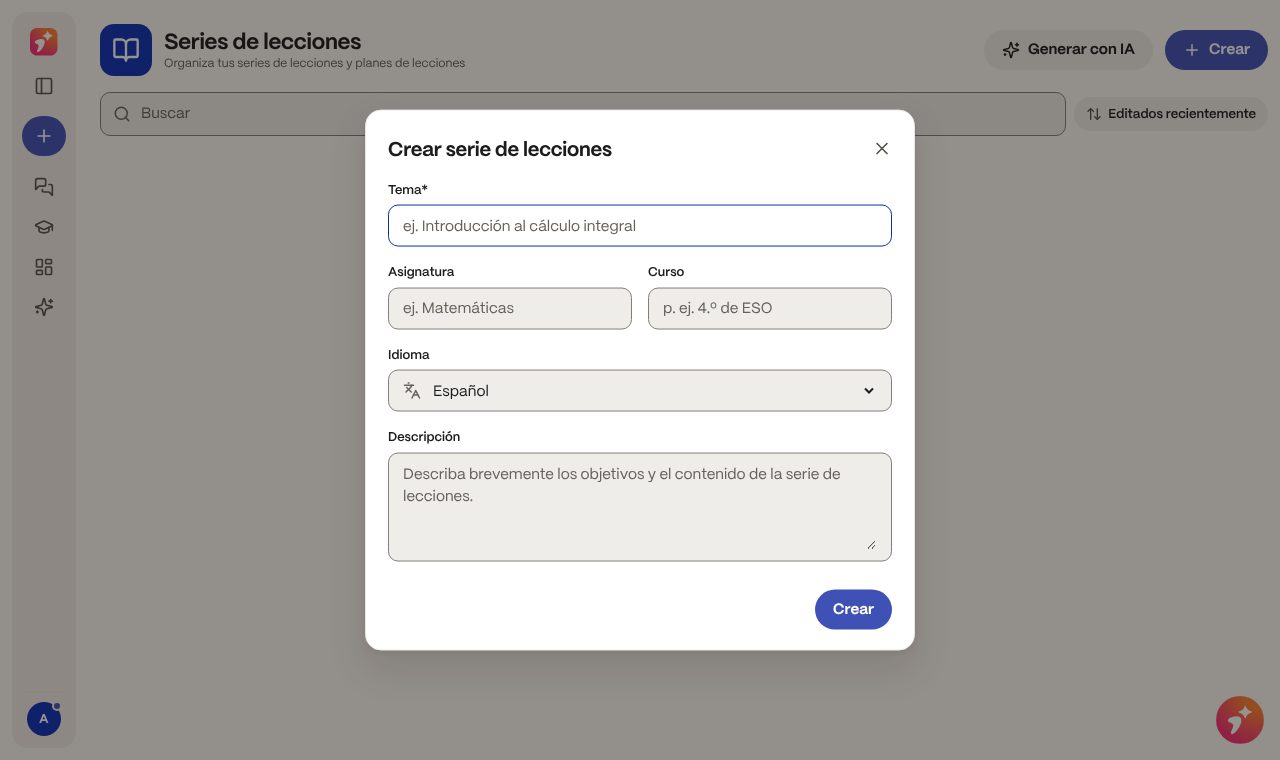 Series de lecciones
Organiza tus series de lecciones y planes de lecciones
Generar con IA
Crear
Buscar
Editados recientemente
Crear serie de lecciones
Tema*
ej. Introducción al cálculo integral
Asignatura
Curso
ej. Matemáticas
p. ej. 4.º de ESO
Idioma
Español
Descripción
Describa brevemente los objetivos y el contenido de la serie de
lecciones.
Crear
A